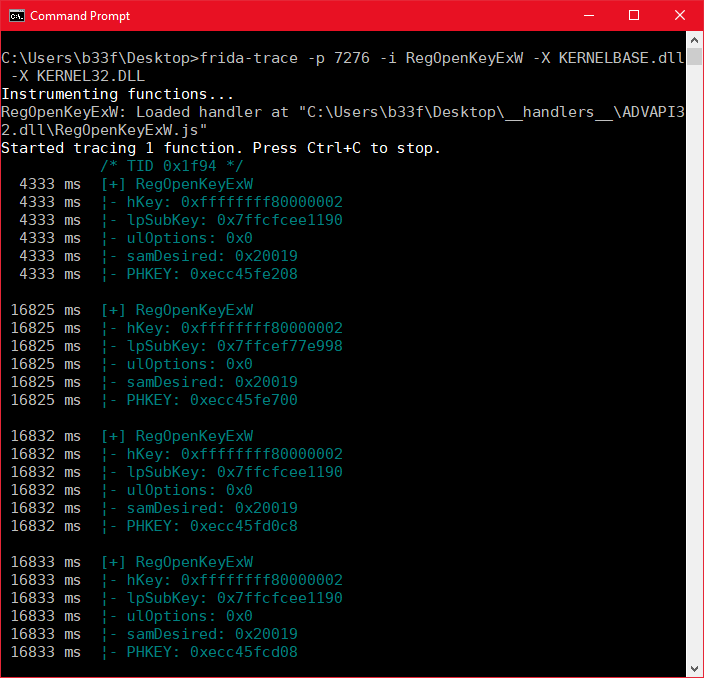 Command Prompt
C:\Users\b33f\Desktop>frida-trace -p 7276 -i RegOpenKeyExW -X KERNELBASE.dll
 -X KERNEL32.DLL
Instrumenting functions...
RegOpenKeyExW: Loaded handler at "C:\Users\b33f\Desktop\__handlers__\ADVAPI3
2.dll\RegOpenKeyExW.js"
Started tracing 1 function. Press Ctrl+C to stop.
           /* TID 0x1f94 */
  4333 ms  [+] RegOpenKeyExW
  4333 ms  ¦- hKey: 0xffffffff80000002
  4333 ms  ¦- lpSubKey: 0x7ffcfcee1190
  4333 ms  ¦- ulOptions: 0x0
  4333 ms  ¦- samDesired: 0x20019
  4333 ms  ¦- PHKEY: 0xecc45fe208
 16825 ms  [+] RegOpenKeyExW
 16825 ms  ¦- hKey: 0xffffffff80000002
 16825 ms  ¦- lpSubKey: 0x7ffcef77e998
 16825 ms  ¦- ulOptions: 0x0
 16825 ms  ¦- samDesired: 0x20019
 16825 ms  ¦- PHKEY: 0xecc45fe700
 16832 ms  [+] RegOpenKeyExW
 16832 ms  ¦- hKey: 0xffffffff80000002
 16832 ms  ¦- lpSubKey: 0x7ffcfcee1190
 16832 ms  ¦- ulOptions: 0x0
 16832 ms  ¦- samDesired: 0x20019
 16832 ms  ¦- PHKEY: 0xecc45fd0c8
 16833 ms  [+] RegOpenKeyExW
 16833 ms  ¦- hKey: 0xffffffff80000002
 16833 ms  ¦- lpSubKey: 0x7ffcfcee1190
 16833 ms  ¦- ulOptions: 0x0
 16833 ms  ¦- samDesired: 0x20019
 16833 ms  ¦- PHKEY: 0xecc45fcd08